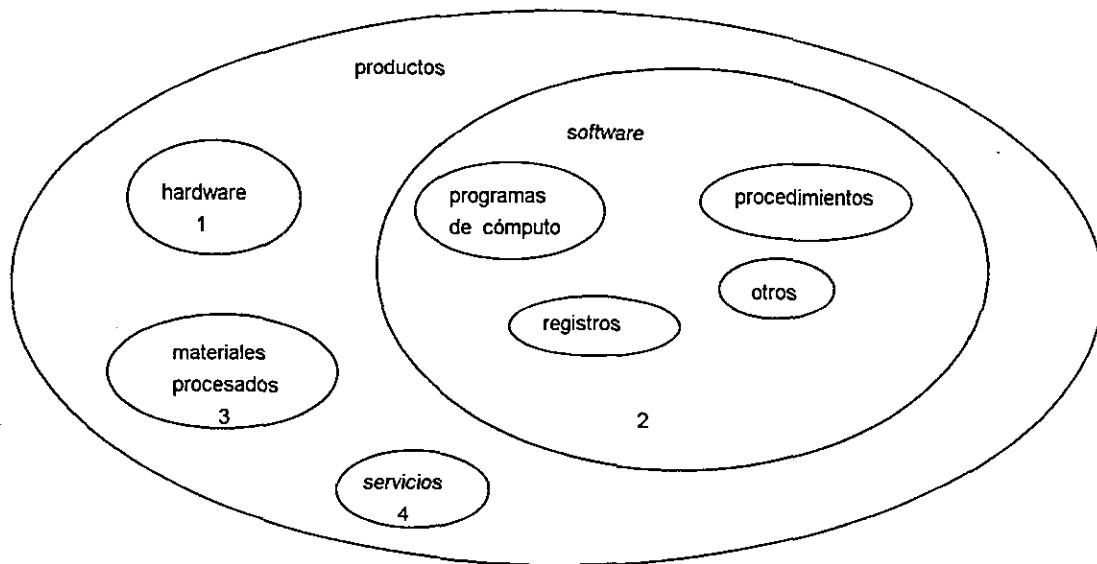 productos
software
hardware
1
programas
de cómputo
procedimientos
otros
registros
materiales
procesados
3
2
servicios
4